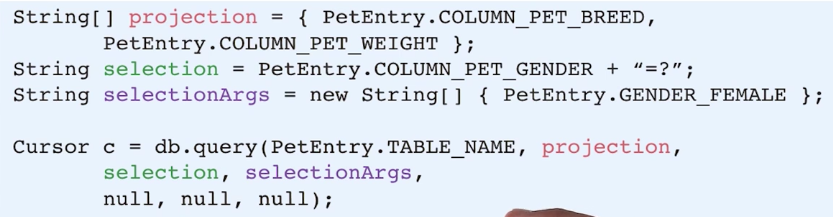 String[] projection = { PetEntry.COLUMN_PET_BREED,
PetEntry.COLUMN_PET_WEIGHT };
String selection = PetEntry.COLUMN_PET_GENDER + “=?”;
String selectionArgs = new String[] { PetEntry.GENDER_FEMALE };
Cursor c = db.query(PetEntry.TABLE_NAME, projection,
selection, selectionArgs,
null, null, null);